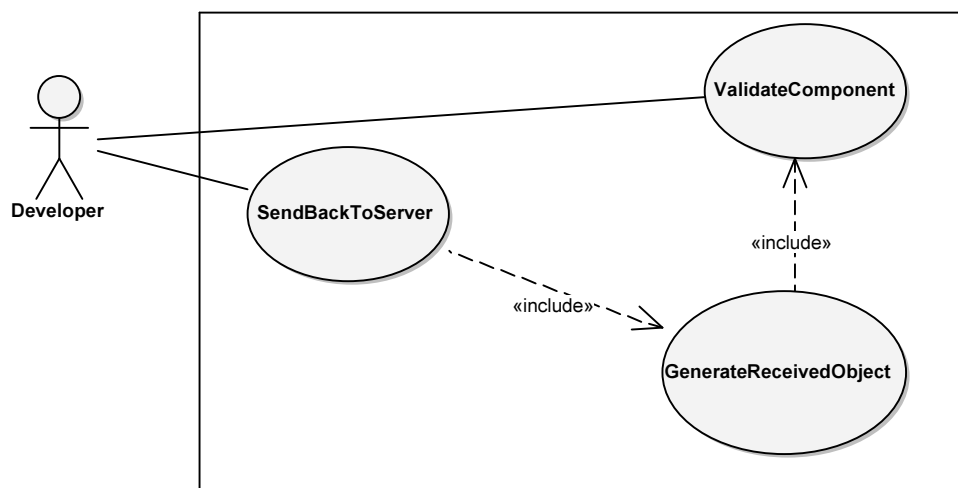 ValidateComponent
Developer
SendBackToServer
«include»
«include»
GenerateReceivedObject